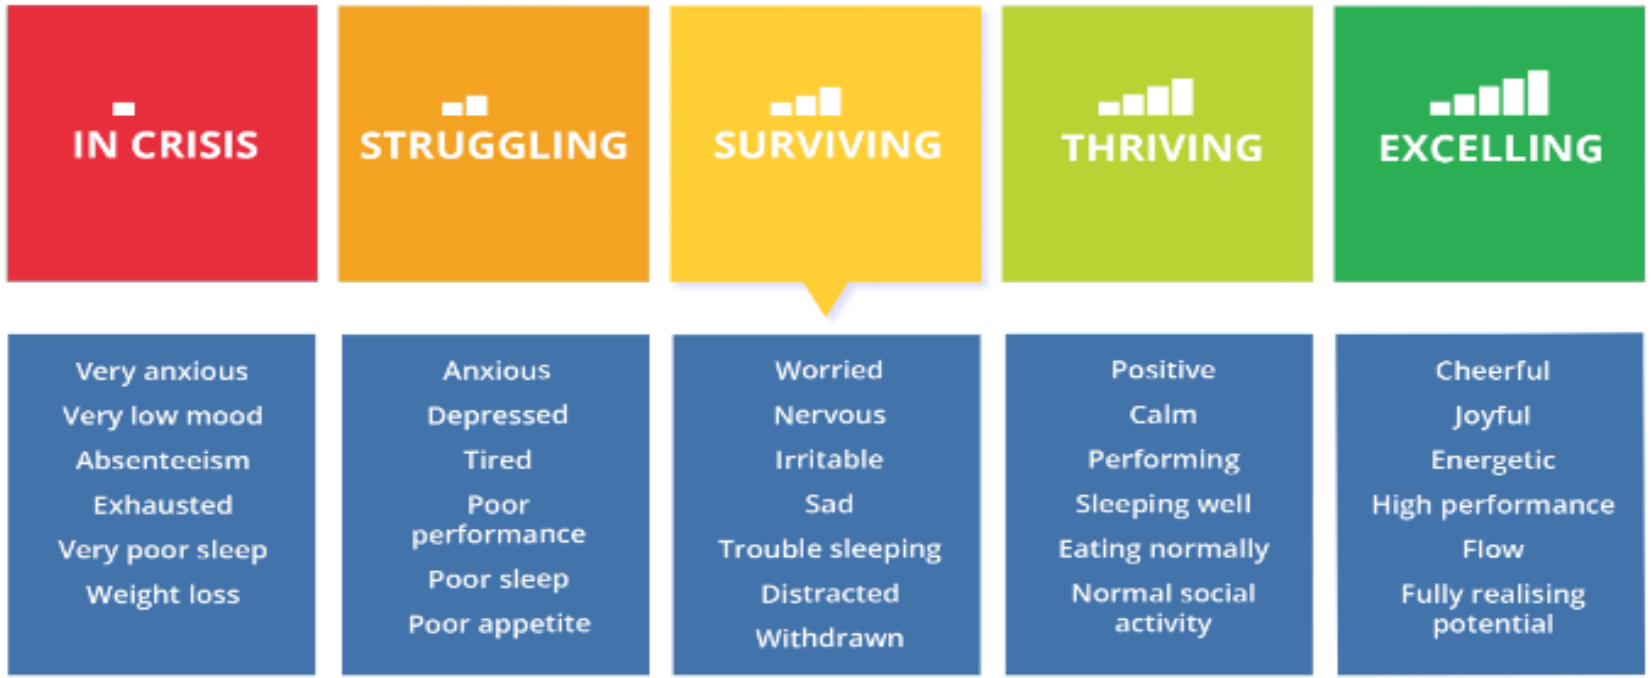 IN CRISIS
STRUGGLING
SURVIVING
THRIVING
EXCELLING
Very anxious
Very low mood
Absenteeism
Exhausted
Very poor sleep
Weight loss
Anxious
Depressed
Tired
Poor
performance
Poor sleep
Poor appetite
Worried
Nervous
Irritable
Sad
Trouble sleeping
Distracted
Withdrawn
Positive
Calm
Performing
Sleeping well
Eating normally
Normal social
activity
Cheerful
Joyful
Energetic
High performance
Flow
Fully realising
potential